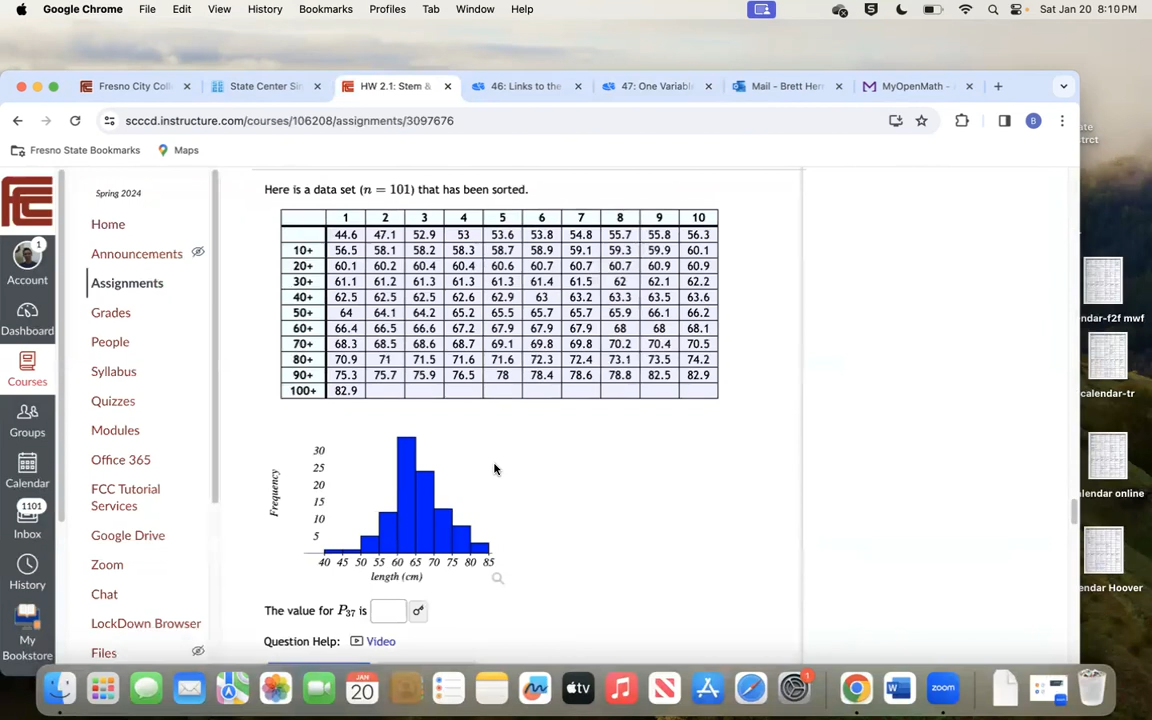 Google Chrome File Edit View History Bookmarks Profiles Tab Window Help Sat Jan 20 8:10 PM
Fresno City Coll State Center Sin HW 2.1: Stem & 46: Links to the 47: One Variabl Mail - Brett Her MyOpenMath -
scccd.instructure.com/courses/106208/assignments/3097676
Fresno State Bookmarks Maps
Spring 2024
Home
Announcements
Assignments
Grades
People
Syllabus
Quizzes
Modules
Office 365
FCC Tutorial
Services
Google Drive
Zoom
Chat
LockDown Browser
Files
1
Account
Dashboard
Courses
Groups
Calendar
1101
Inbox
History
My
Bookstore
Here is a data set (n = 101) that has been sorted.
1 2 3 4 5 6 7 8 9 10
44.6 47.1 52.9 53 53.6 53.8 54.8 55.7 55.8 56.3
10+ 56.5 58.1 58.2 58.3 58.7 58.9 59.1 59.3 59.9 60.1
20+ 60.1 60.2 60.4 60.4 60.6 60.7 60.7 60.7 60.9 60.9
30+ 61.1 61.2 61.3 61.3 61.3 61.4 61.5 62 62.1 62.2
40+ 62.5 62.5 62.5 62.6 62.9 63 63.2 63.3 63.5 63.6
50+ 64 64.1 64.2 65.2 65.5 65.7 65.7 65.9 66.1 66.2
60+ 66.4 66.5 66.6 67.2 67.9 67.9 67.9 68 68 68.1
70+ 68.3 68.5 68.6 68.7 69.1 69.8 69.8 70.2 70.4 70.5
80+ 70.9 71 71.5 71.6 71.6 72.3 72.4 73.1 73.5 74.2
90+ 75.3 75.7 75.9 76.5 78 78.4 78.6 78.8 82.5 82.9
100+ 82.9
Frequency
30
25
20
15
10
5
40 45 50 55 60 65 70 75 80 85
length (cm)
The value for P37 is
Question Help: Video
B
ate
trct
ndar-f2f mwf
calendar-tr
lendar online
endar Hoover
JAN
20
tv
1
W
zoom